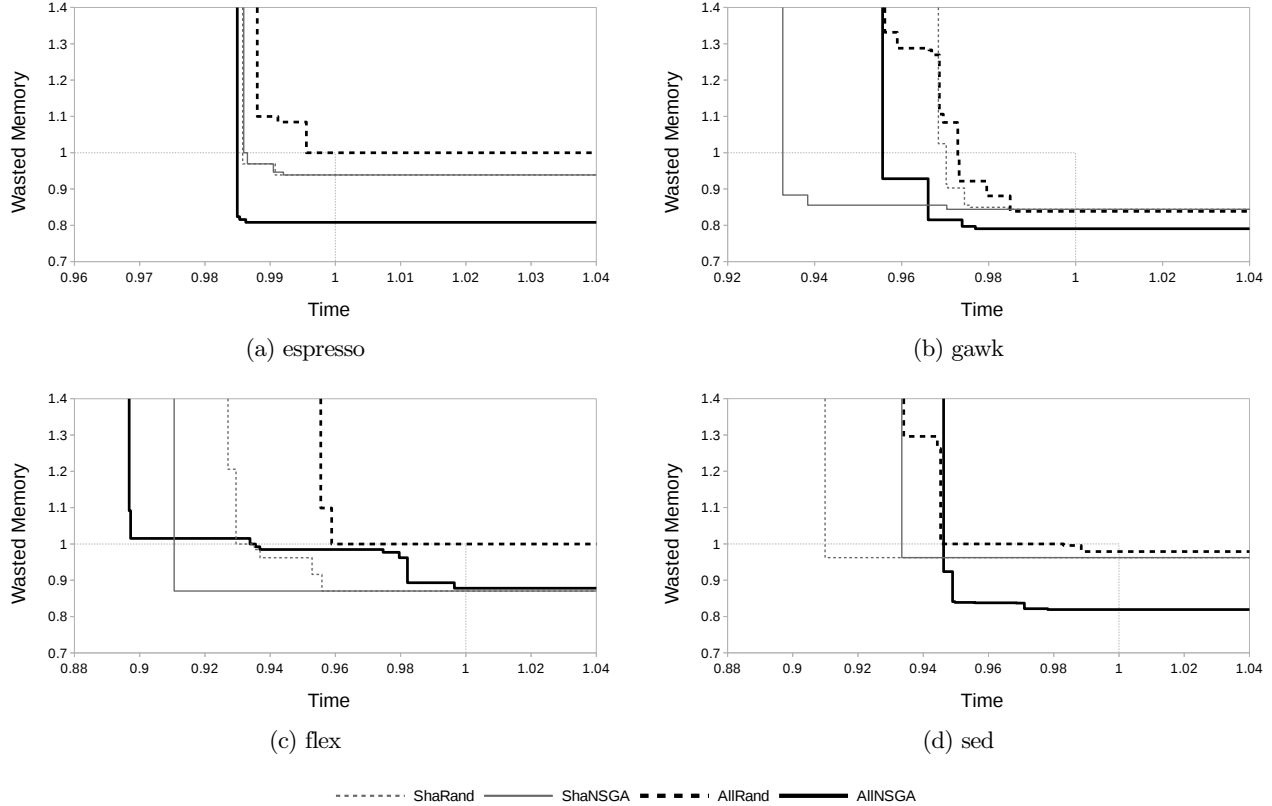 1.4
1.3
1.2
1.1
1
0.9
0.8
0.7
Wasted Memory
0.96 0.97 0.98 0.99 1 1.01 1.02 1.03 1.04
Time
(a) espresso
1.4
1.3
1.2
1.1
1
0.9
0.8
0.7
Wasted Memory
0.92 0.94 0.96 0.98 1 1.02 1.04
Time
(b) gawk
1.4
1.3
1.2
1.1
1
0.9
0.8
0.7
Wasted Memory
0.88 0.9 0.92 0.94 0.96 0.98 1 1.02 1.04
Time
(c) flex
1.4
1.3
1.2
1.1
1
0.9
0.8
0.7
Wasted Memory
0.88 0.9 0.92 0.94 0.96 0.98 1 1.02 1.04
Time
(d) sed
ShaRand ShaNSGA AllRand AllNSGA